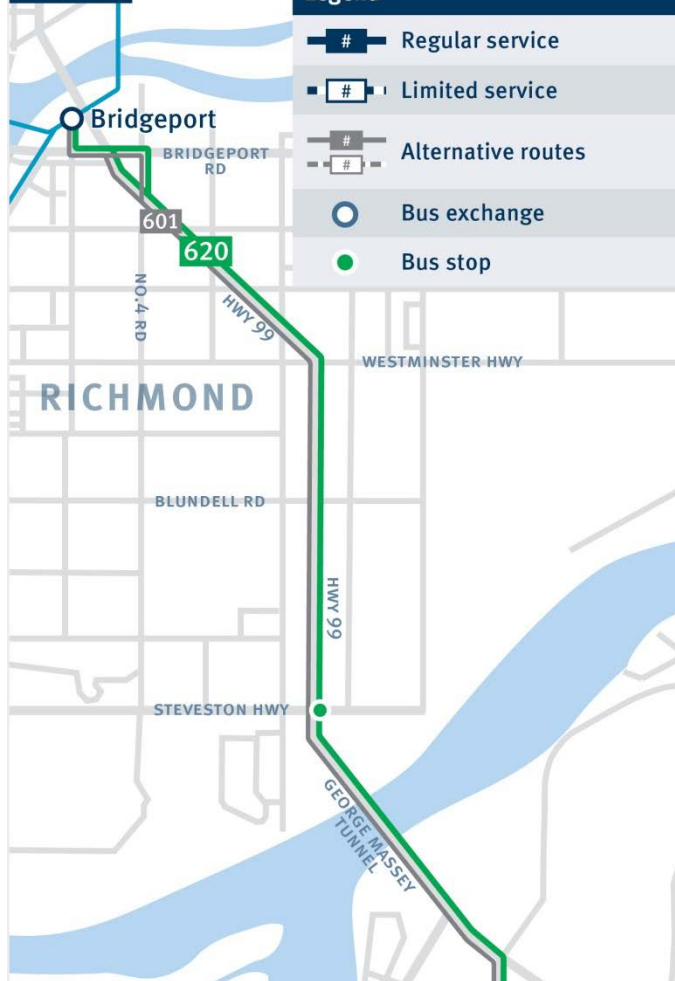 Legend
# Regular service
# Limited service
#
# Alternative routes
Bus exchange
Bus stop
Bridgeport
BRIDGEPORT
RD
601
620
NO.4 RD
HWY 99
WESTMINSTER HWY
RICHMOND
BLUNDELL RD
HWY 99
STEVESTON HWY
GEORGE MASSEY
TUNNEL